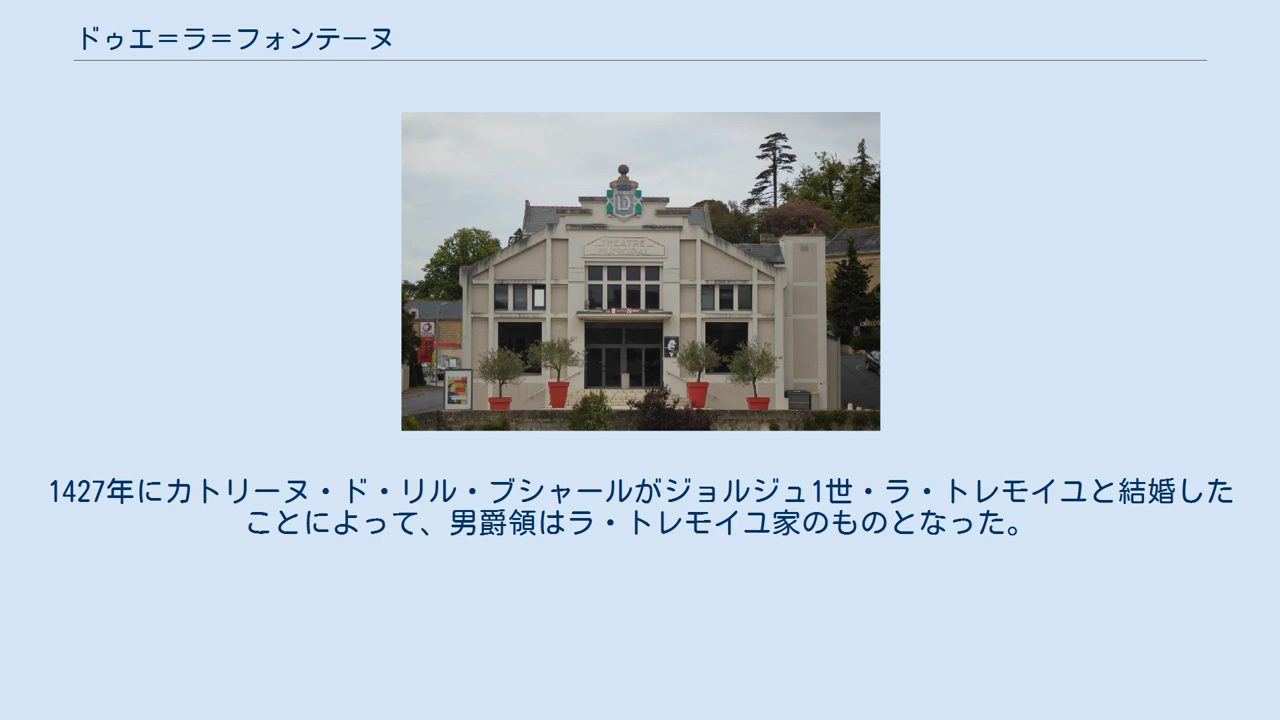 ドゥエ＝ラ＝フォンテーヌ
THEATRE
MUNICIPAL
1427年にカトリーヌ・ド・リル・ブシャールがジョルジュ1世・ラ・トレモイユと結婚した
ことによって、男爵領はラ・トレモイユ家のものとなった。